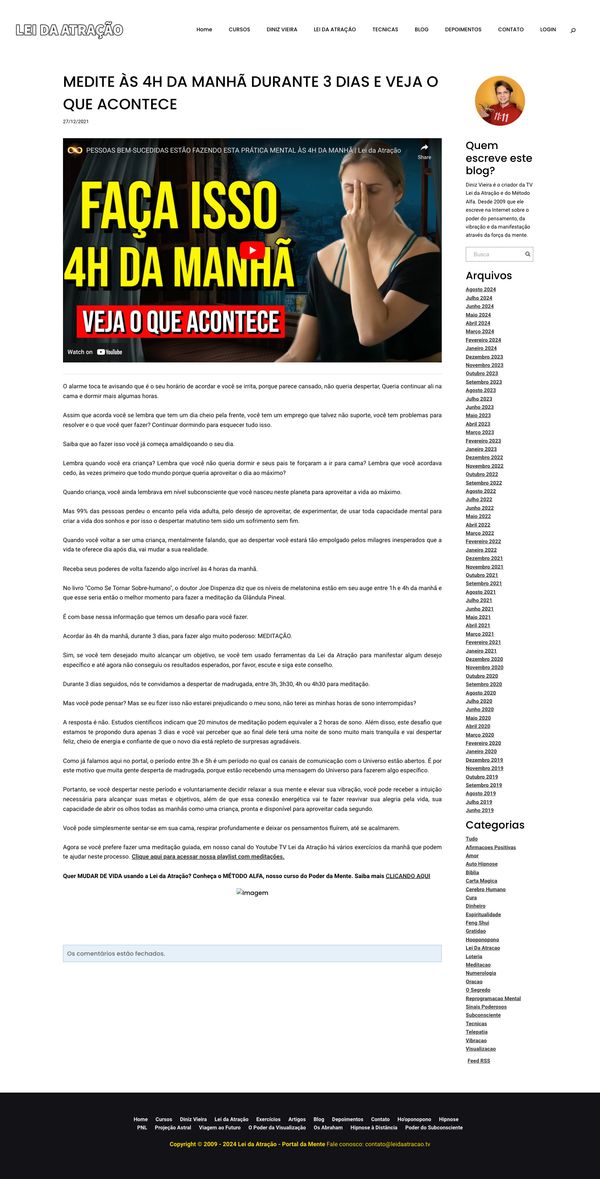 LEI DA ATRAÇÃO
Home CURSOS DINIZ VIEIRA LEI DA ATRAÇÃO TECNICAS BLOG DEPOIMENTOS CONTATO LOGIN
MEDITE ÀS 4H DA MANHÃ DURANTE 3 DIAS E VEJA O
QUE ACONTECE
27/12/2021
PESSOAS BEM-SUCEDIDAS ESTÃO FAZENDO ESTA PRÁTICA MENTAL ÀS 4H DA MANHÃ | Lei da Atração
Share
FAÇA ISSO
4H DA MANHÃ
VEJA O QUE ACONTECE
Watch on YouTube
O alarme toca te avisando que é o seu horário de acordar e você se irrita, porque parece cansado, não queria despertar, Queria continuar ali na
cama e dormir mais algumas horas.
Assim que acorda você se lembra que tem um dia cheio pela frente, você tem um emprego que talvez não suporte, você tem problemas para
resolver e o que você quer fazer? Continuar dormindo para esquecer tudo isso.
Saiba que ao fazer isso você já começa amaldiçoando o seu dia.
Lembra quando você era criança? Lembra que você não queria dormir e seus pais te forçaram a ir para cama? Lembra que você acordava
cedo, às vezes primeiro que todo mundo porque queria aproveitar o dia ao máximo?
Quando criança, você ainda lembrava em nível subconsciente que você nasceu neste planeta para aproveitar a vida ao máximo.
Mas 99% das pessoas perdeu o encanto pela vida adulta, pelo desejo de aproveitar, de experimentar, de usar toda capacidade mental para
criar a vida dos sonhos e por isso o despertar matutino tem sido um sofrimento sem fim.
Quando você voltar a ser uma criança, mentalmente falando, que ao despertar você estará tão empolgado pelos milagres inesperados que a
vida te oferece dia após dia, vai mudar a sua realidade.
Receba seus poderes de volta fazendo algo incrível às 4 horas da manhã.
No livro "Como Se Tornar Sobre-humano", o doutor Joe Dispenza diz que os níveis de melatonina estão em seu auge entre 1h e 4h da manhã e
que esse seria então o melhor momento para fazer a meditação da Glândula Pineal.
É com base nessa informação que temos um desafio para você fazer.
Acordar às 4h da manhã, durante 3 dias, para fazer algo muito poderoso: MEDITAÇÃO.
Sim, se você tem desejado muito alcançar um objetivo, se você tem usado ferramentas da Lei da Atração para manifestar algum desejo
específico e até agora não conseguiu os resultados esperados, por favor, escute e siga este conselho.
Durante 3 dias seguidos, nós te convidamos a despertar de madrugada, entre 3h, 3h30, 4h ou 4h30 para meditação.
Mas você pode pensar? Mas se eu fizer isso não estarei prejudicando o meu sono, não terei as minhas horas de sono interrompidas?
A resposta é não. Estudos científicos indicam que 20 minutos de meditação podem equivaler a 2 horas de sono. Além disso, este desafio que
estamos te propondo dura apenas 3 dias e você vai perceber que ao final dele terá uma noite de sono muito mais tranquila e vai despertar
feliz, cheio de energia e confiante de que o novo dia está repleto de surpresas agradáveis.
Como já falamos aqui no portal, o período entre 3h e 5h é um período no qual os canais de comunicação com o Universo estão abertos. É por
este motivo que muita gente desperta de madrugada, porque estão recebendo uma mensagem do Universo para fazerem algo específico.
Portanto, se você despertar neste período e voluntariamente decidir relaxar a sua mente e elevar sua vibração, você pode receber a intuição
necessária para alcançar suas metas e objetivos, além de que essa conexão energética vai te fazer reavivar sua alegria pela vida, sua
capacidade de abrir os olhos todas as manhãs como uma criança, pronta e disponível para aproveitar cada segundo.
Você pode simplesmente sentar-se em sua cama, respirar profundamente e deixar os pensamentos fluírem, até se acalmarem.
Agora se você prefere fazer uma meditação guiada, em nosso canal do Youtube TV Lei da Atração há vários exercícios da manhã que podem
te ajudar neste processo. Clique aqui para acessar nossa playlist com meditações.
Quer MUDAR DE VIDA usando a Lei da Atração? Conheça o MÉTODO ALFA, nosso curso do Poder da Mente. Saiba mais CLICANDO AQUI
Imagem
Os comentários estão fechados.
11:11
Quem
escreve este
blog?
Diniz Vieira é o criador da TV
Lei da Atração e do Método
Alfa. Desde 2009 que ele
escreve na Internet sobre o
poder do pensamento, da
vibração e da manifestação
através da força da mente.
Busca
Arquivos
Agosto 2024
Julho 2024
Junho 2024
Maio 2024
Abril 2024
Março 2024
Fevereiro 2024
Janeiro 2024
Dezembro 2023
Novembro 2023
Outubro 2023
Setembro 2023
Agosto 2023
Julho 2023
Junho 2023
Maio 2023
Abril 2023
Março 2023
Fevereiro 2023
Janeiro 2023
Dezembro 2022
Novembro 2022
Outubro 2022
Setembro 2022
Agosto 2022
Julho 2022
Junho 2022
Maio 2022
Abril 2022
Março 2022
Fevereiro 2022
Janeiro 2022
Dezembro 2021
Novembro 2021
Outubro 2021
Setembro 2021
Agosto 2021
Julho 2021
Junho 2021
Maio 2021
Abril 2021
Março 2021
Fevereiro 2021
Janeiro 2021
Dezembro 2020
Novembro 2020
Outubro 2020
Setembro 2020
Agosto 2020
Julho 2020
Junho 2020
Maio 2020
Abril 2020
Março 2020
Fevereiro 2020
Janeiro 2020
Dezembro 2019
Novembro 2019
Outubro 2019
Setembro 2019
Agosto 2019
Julho 2019
Junho 2019
Categorias
Tudo
Afirmacoes Positivas
Amor
Auto Hipnose
Biblia
Carta Magica
Cerebro Humano
Cura
Dinheiro
Espiritualidade
Feng Shui
Gratidao
Hooponopono
Lei Da Atracao
Loteria
Meditacao
Numerologia
Oracao
O Segredo
Reprogramacao Mental
Sinais Poderosos
Subconsciente
Tecnicas
Telepatia
Vibracao
Visualizacao
Feed RSS
Home Cursos Diniz Vieira Lei da Atração Exercícios Artigos Blog Depoimentos Contato Ho'oponopono Hipnose
PNL Projeção Astral Viagem ao Futuro O Poder da Visualização Os Abraham Hipnose à Distância Poder do Subconsciente
Copyright © 2009 - 2024 Lei da Atração - Portal da Mente Fale conosco: contato@leidaatracao.tv